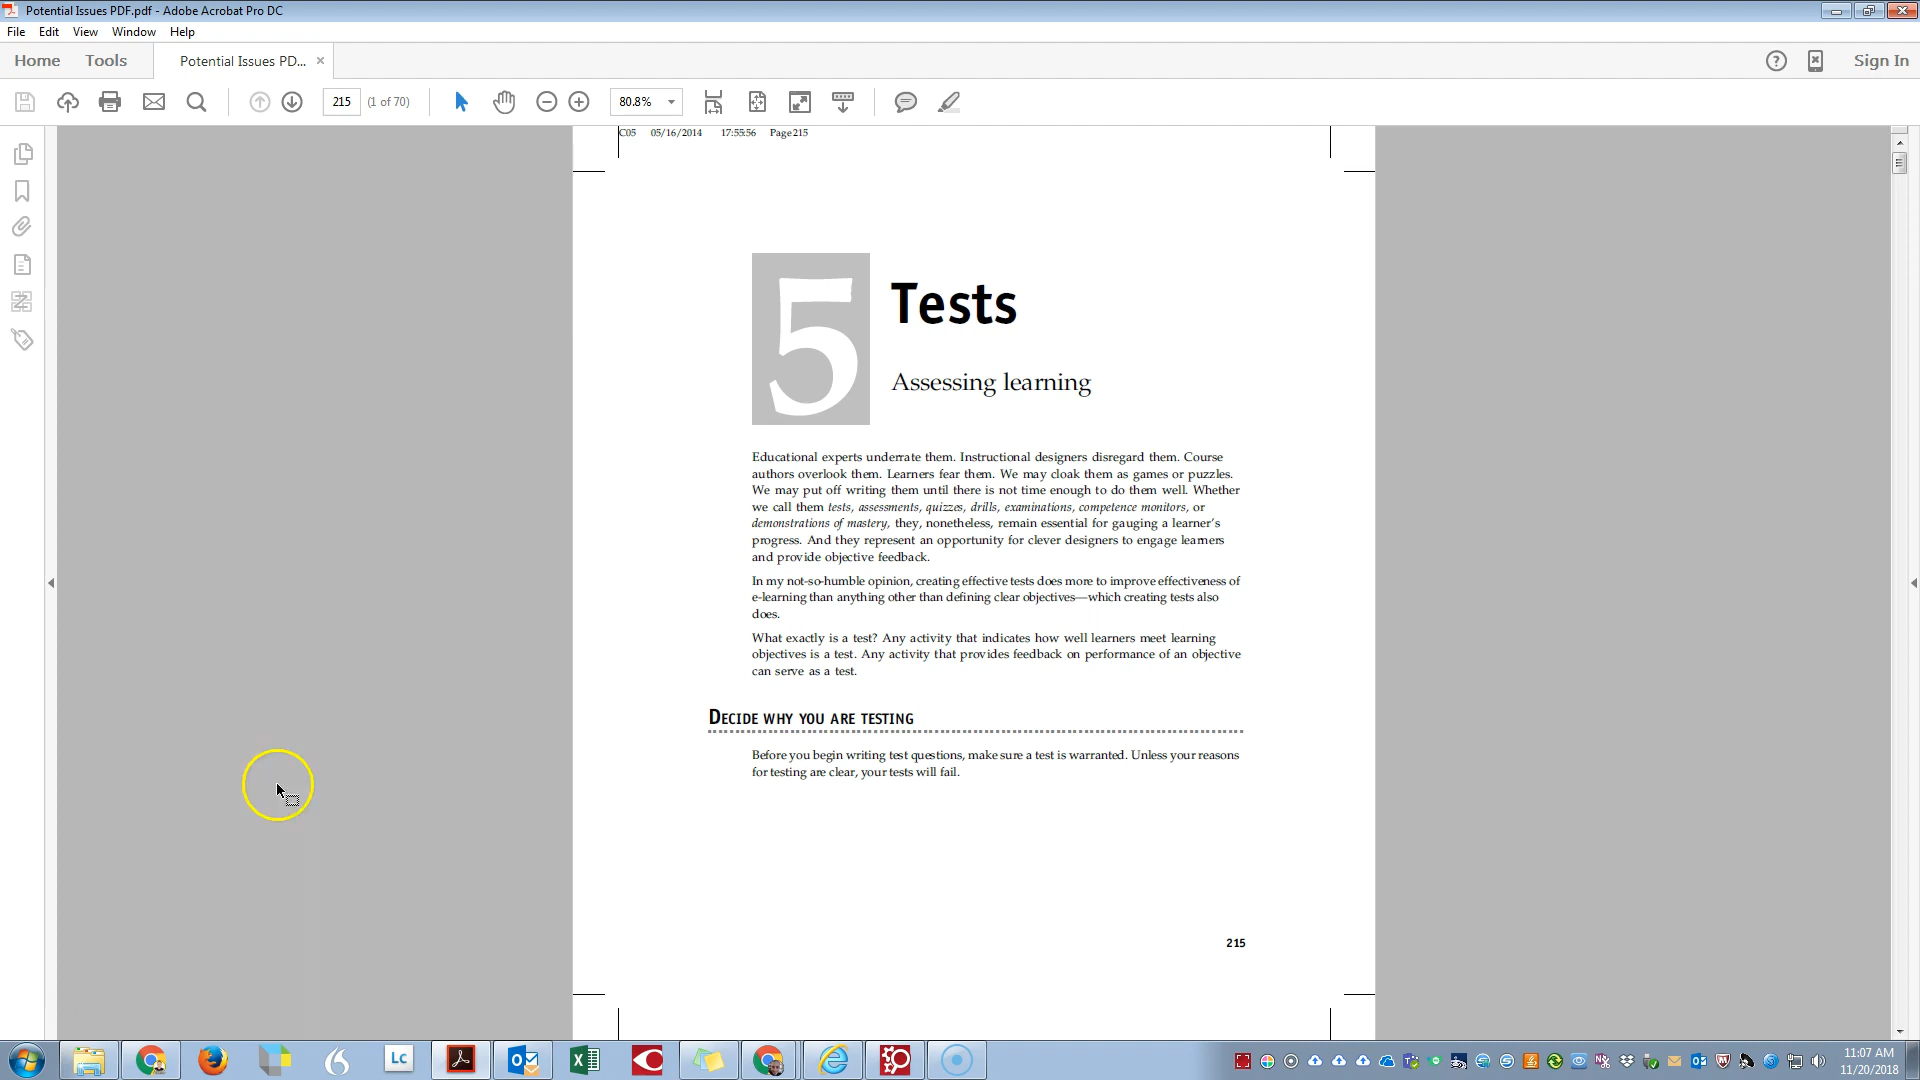 Potential Issues PDF.pdf - Adobe Acrobat Pro DC
File Edit View Window Help
Home Tools Potential Issues PD... × Sign In
215 (1 of 70) 80.8%
C05 05/16/2014 17:55:56 Page 215
5
Tests
Assessing learning
Educational experts underrate them. Instructional designers disregard them. Course
authors overlook them. Learners fear them. We may cloak them as games or puzzles.
We may put off writing them until there is not time enough to do them well. Whether
we call them tests, assessments, quizzes, drills, examinations, competence monitors, or
demonstrations of mastery, they, nonetheless, remain essential for gauging a learner's
progress. And they represent an opportunity for clever designers to engage learners
and provide objective feedback.
In my not-so-humble opinion, creating effective tests does more to improve effectiveness of
e-learning than anything other than defining clear objectives—which creating tests also
does.
What exactly is a test? Any activity that indicates how well learners meet learning
objectives is a test. Any activity that provides feedback on performance of an objective
can serve as a test.
DECIDE WHY YOU ARE TESTING
Before you begin writing test questions, make sure a test is warranted. Unless your reasons
for testing are clear, your tests will fail.
215
Lc
11:07 AM
11/20/2018